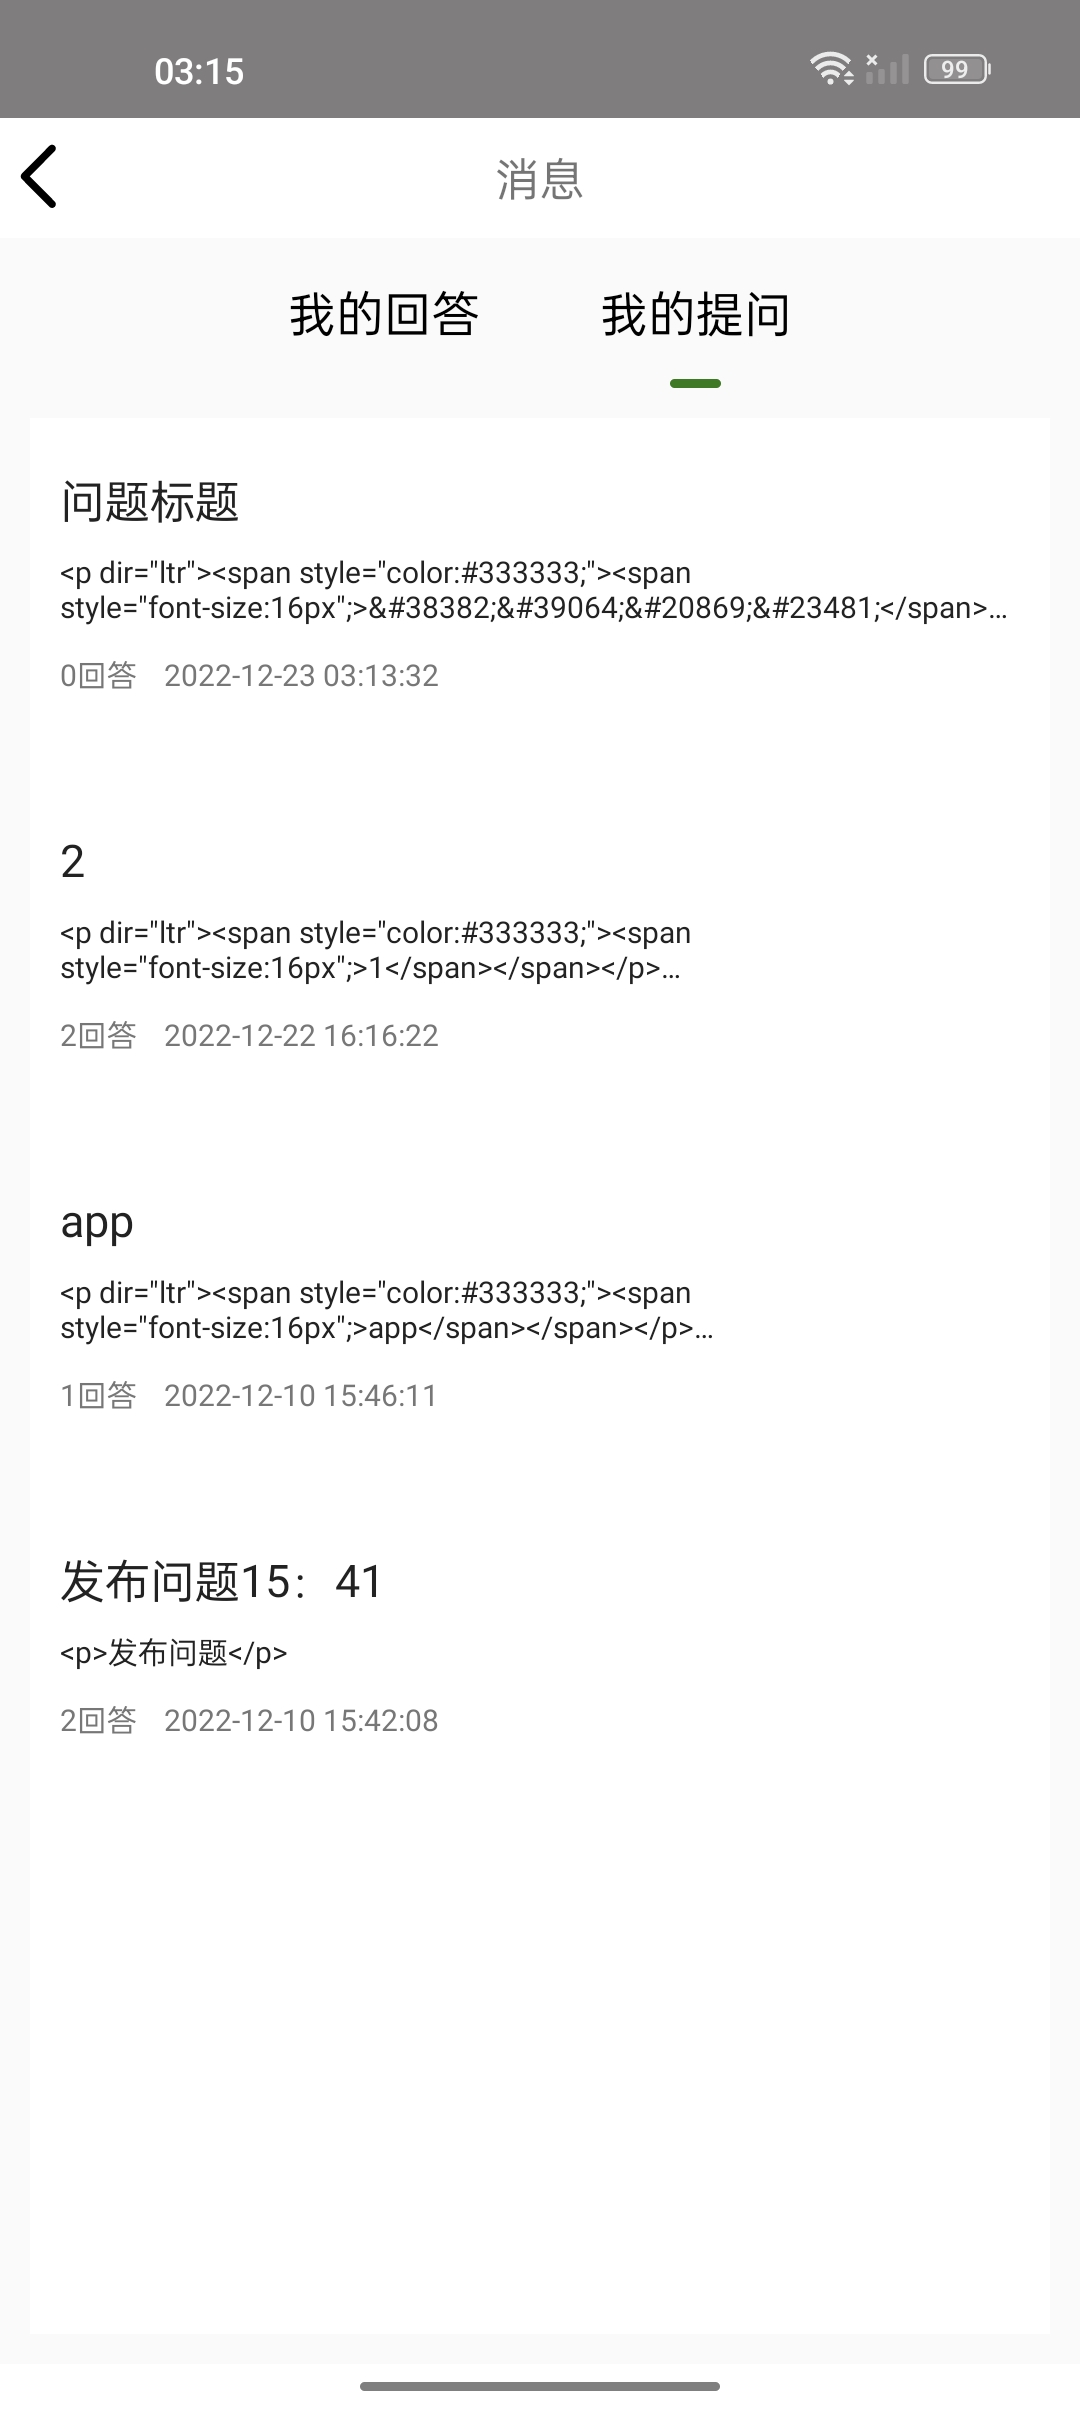 03:15
99
消息
我的回答 我的提问
问题标题
<p dir="ltr"><span style="color:#333333;"><span
style="font-size:16px";>&#38382;&#39064;&#20869;&#23481;</span>...
0回答 2022-12-23 03:13:32
2
<p dir="ltr"><span style="color:#333333;"><span
style="font-size:16px";>1</span></span></p>...
2回答 2022-12-22 16:16:22
app
<p dir="ltr"><span style="color:#333333;"><span
style="font-size:16px";>app</span></span></p>...
1回答 2022-12-10 15:46:11
发布问题15：41
<p>发布问题</p>
2回答 2022-12-10 15:42:08